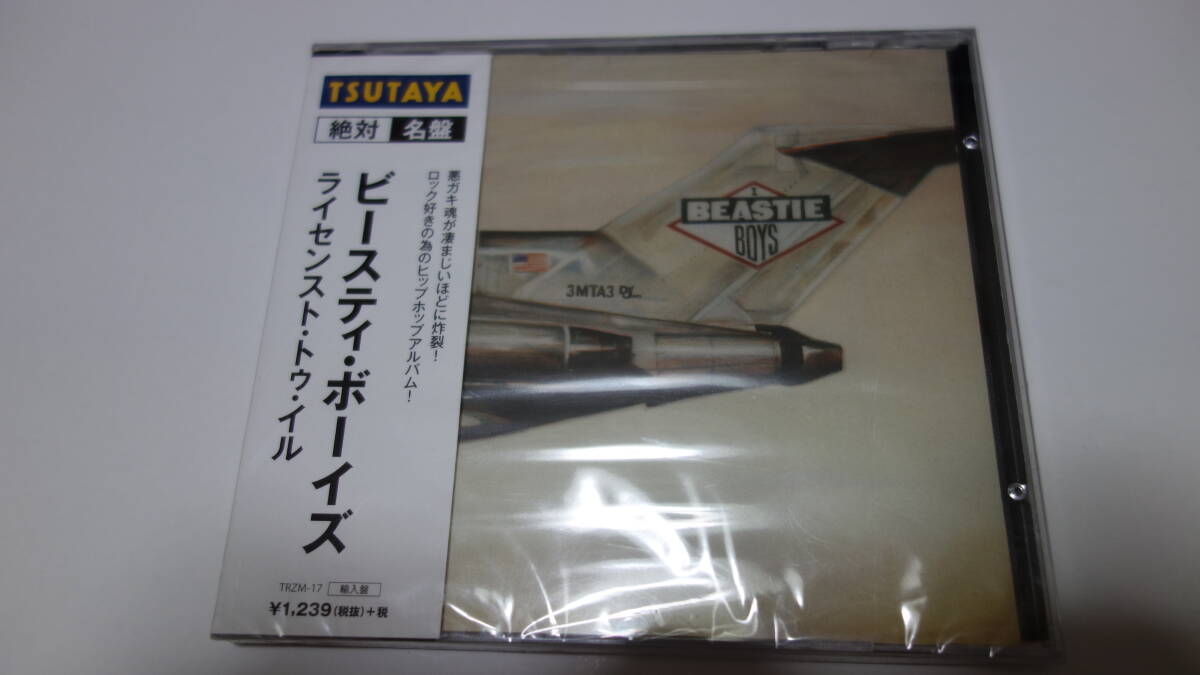 TSUTAYA
絶対 名盤
悪ガキ魂が凄まじいほどに炸裂！
ロック好きの為のヒップホップアルバム！
ビースティ・ボーイズ
ライセンスト・トゥ・イル
TRZM-17 輸入盤
¥1,239(税抜)+税
1
BEASTIE
BOYS
3MTA3